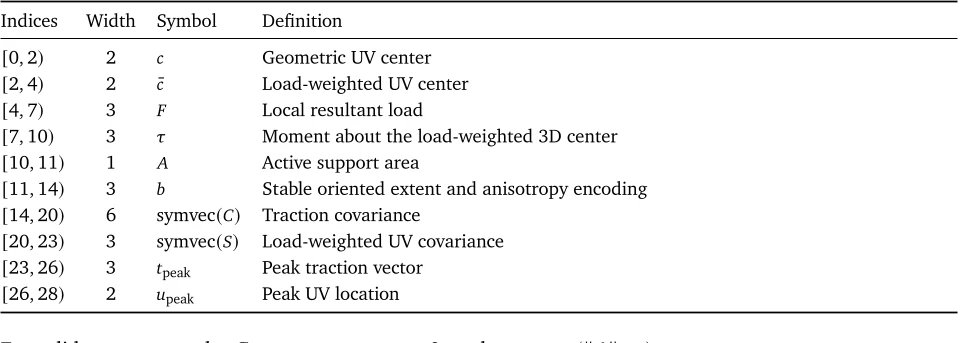 Indices Width Symbol Definition
[0, 2) 2 c Geometric UV center
[2, 4) 2 c̄ Load-weighted UV center
[4, 7) 3 F Local resultant load
[7, 10) 3 τ Moment about the load-weighted 3D center
[10, 11) 1 A Active support area
[11, 14) 3 b Stable oriented extent and anisotropy encoding
[14, 20) 6 symvec(C) Traction covariance
[20, 23) 3 symvec(S) Load-weighted UV covariance
[23, 26) 3 t_peak Peak traction vector
[26, 28) 2 u_peak Peak UV location